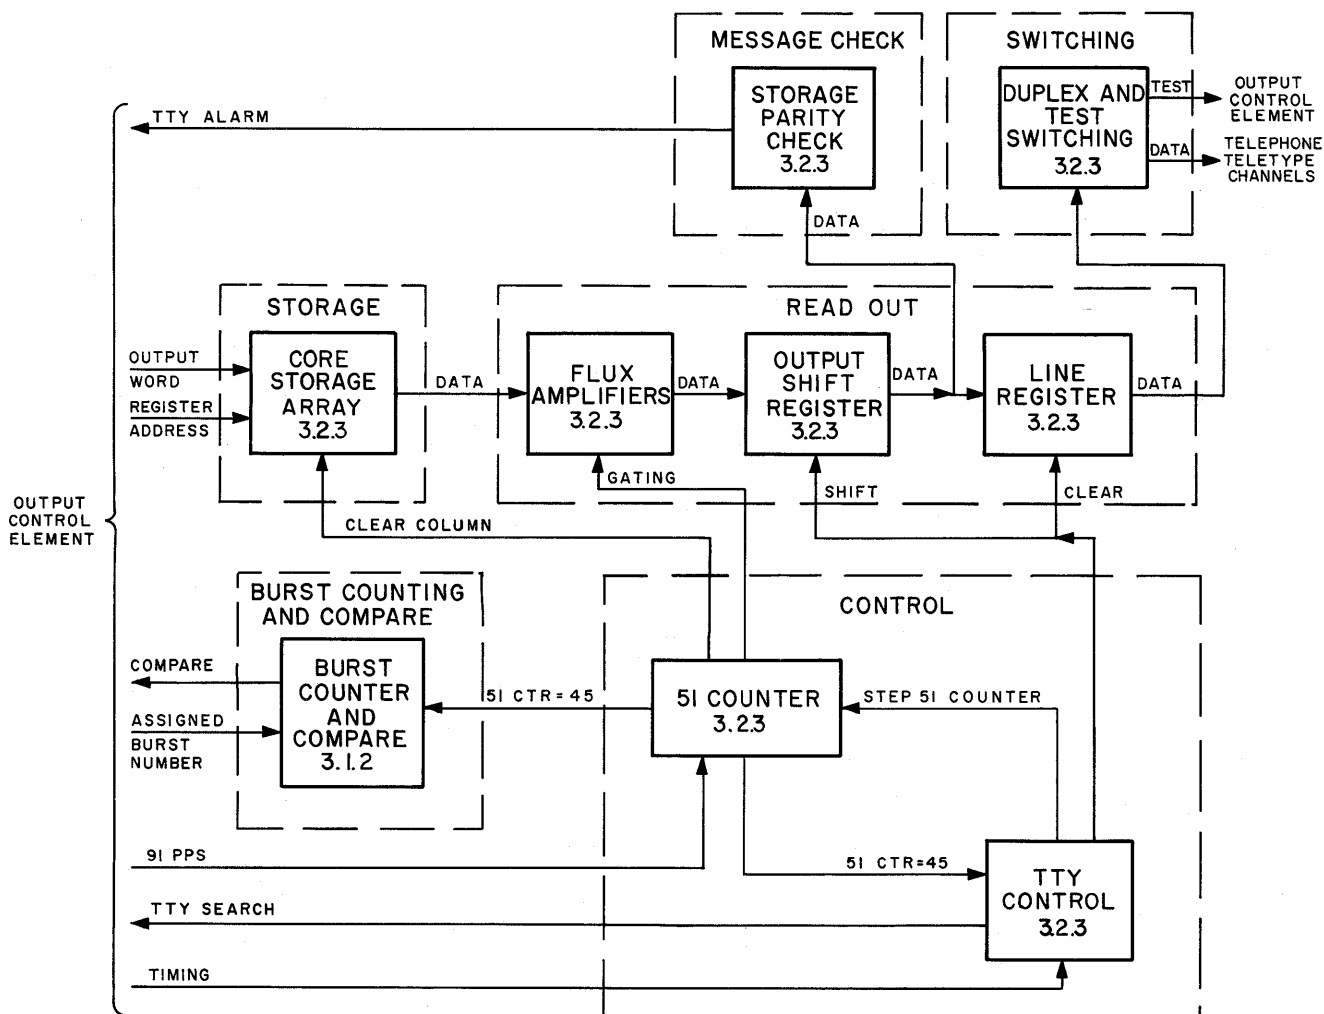 MESSAGE CHECK
SWITCHING
STORAGE
PARITY
CHECK
3.2.3
DUPLEX AND
TEST
SWITCHING
3.2.3
TEST
OUTPUT
CONTROL
ELEMENT
DATA
TELEPHONE
TELETYPE
CHANNELS
TTY ALARM
DATA
STORAGE
READ OUT
OUTPUT
WORD
REGISTER
ADDRESS
CORE
STORAGE
ARRAY
3.2.3
DATA
FLUX
AMPLIFIERS
3.2.3
DATA
OUTPUT
SHIFT
REGISTER
3.2.3
DATA
LINE
REGISTER
3.2.3
DATA
GATING
SHIFT
CLEAR
OUTPUT
CONTROL
ELEMENT
CLEAR COLUMN
BURST COUNTING
AND COMPARE
CONTROL
COMPARE
ASSIGNED
BURST
NUMBER
BURST
COUNTER
AND
COMPARE
3.1.2
51 CTR=45
51 COUNTER
3.2.3
STEP 51 COUNTER
91 PPS
51 CTR=45
TTY
CONTROL
3.2.3
TTY SEARCH
TIMING